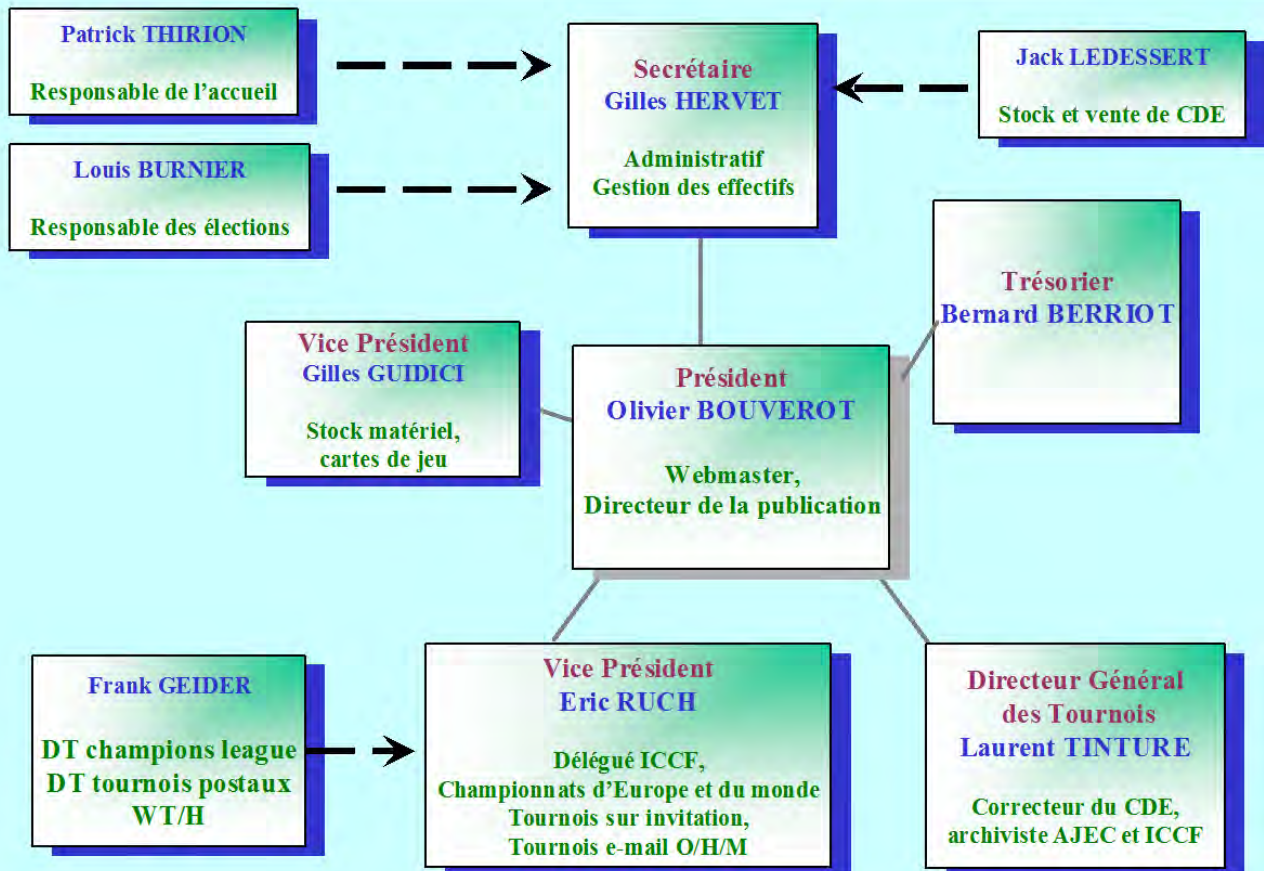 Patrick THIRION
Responsable de l'accueil
Secrétaire
Gilles HERVET
Administratif
Gestion des effectifs
Jack LEDESSERT
Stock et vente de CDE
Louis BURNIER
Responsable des élections
Trésorier
Bernard BERRIOT
Vice Président
Gilles GUIDICI
Stock matériel,
cartes de jeu
Président
Olivier BOUVEROT
Webmaster,
Directeur de la publication
Frank GEIDER
DT champions league
DT tournois postaux
WT/H
Vice Président
Eric RUCH
Délégué ICCF,
Championnats d'Europe et du monde
Tournois sur invitation,
Tournois e-mail O/H/M
Directeur Général
des Tournois
Laurent TINTURE
Correcteur du CDE,
archiviste AJEC et ICCF